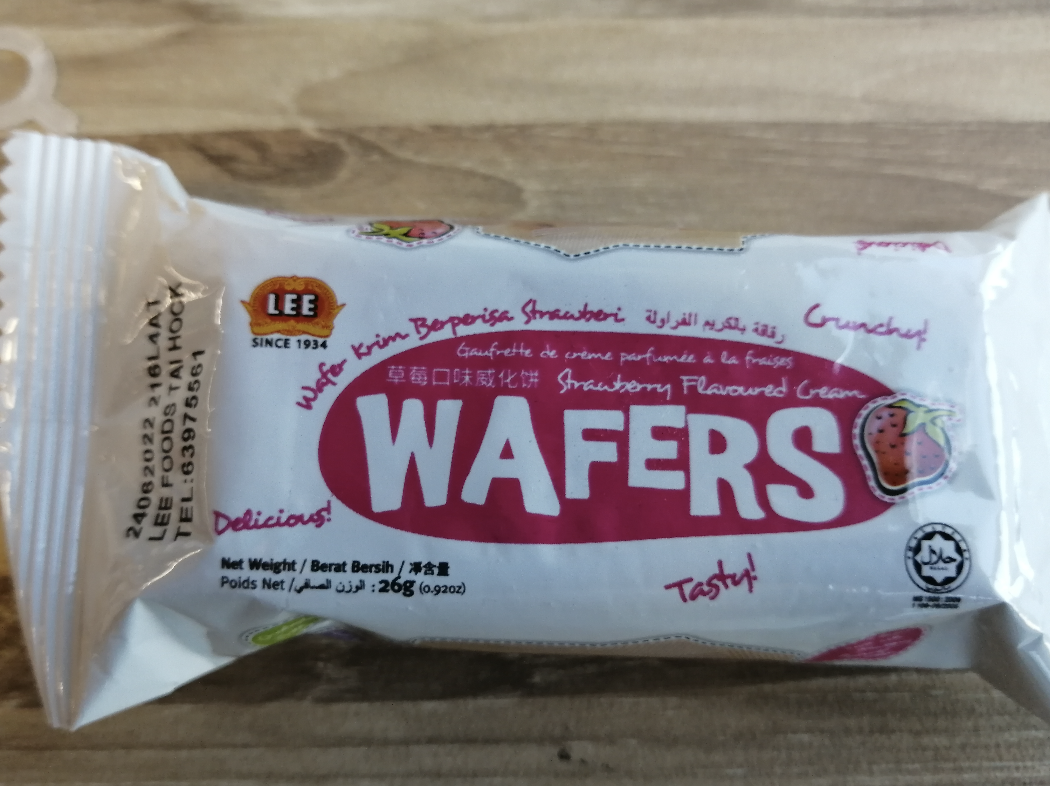 LEE
SINCE 1934
Wafer Krim Berperisa Strawberi
رقاقة بالكريم الفراولة
Crunchy!
Gaufrette de crème parfumée à la fraises
草莓口味威化饼 Strawberry Flavoured Cream
WAFERS
Delicious!
Tasty!
Net Weight / Berat Bersih / 净含量
Poids Net / الوزن الصافي : 26g (0.92oz)
حلال
24062022 216LMAT
LEE FOODS TAI HOCK
TEL:63975561